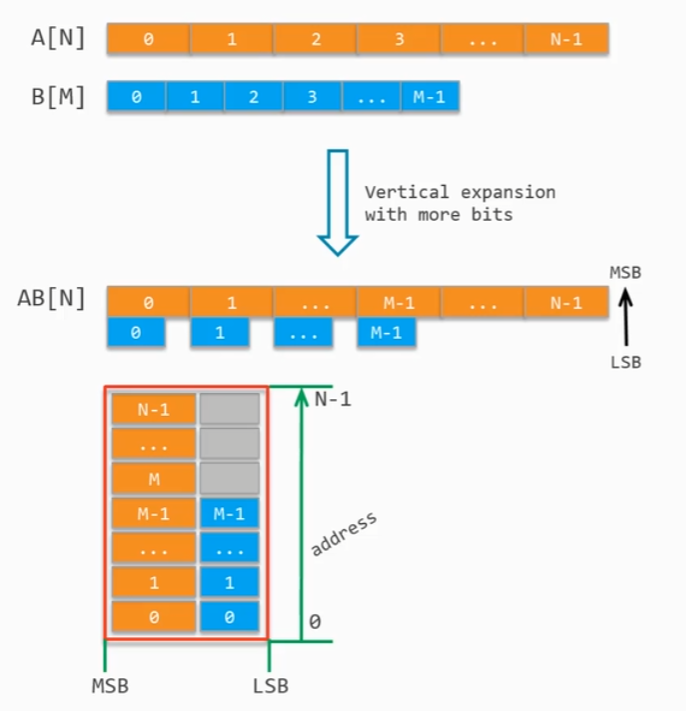 A[N] 0 1 2 3 ... N-1
B[M] 0 1 2 3 ... M-1
Vertical expansion
with more bits
MSB
AB[N] 0 1 ... M-1 ... N-1
0 1 ... M-1
LSB
N-1
N-1
...
M
M-1 M-1
address
... ...
1 1
0 0
0
MSB LSB